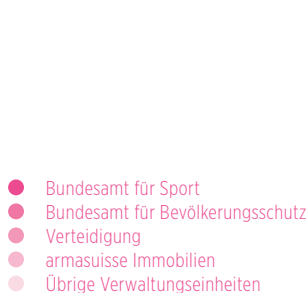 Bundesamt für Sport
Bundesamt für Bevölkerungsschutz
Verteidigung
armasuisse Immobilien
Übrige Verwaltungseinheiten